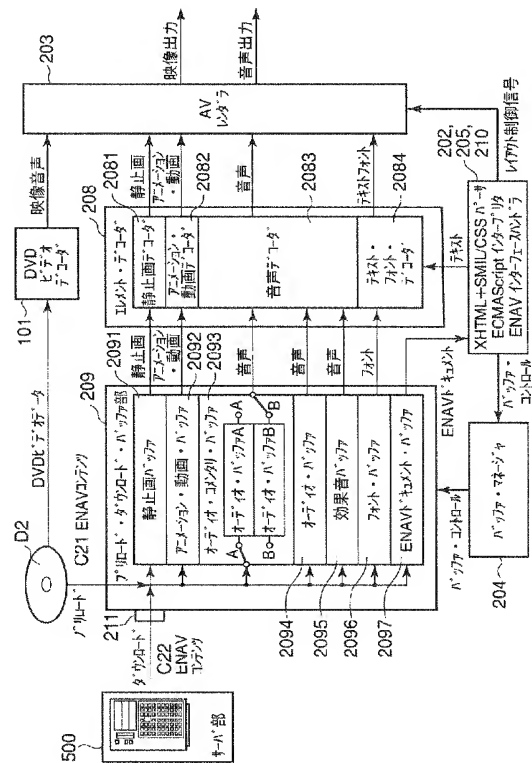 D2
DVDビデオデータ
101
DVD
ビデオ
デコーダ
映像音声
203
AV
レンダラ
映像出力
音声出力
プリロード
C21 ENAVコンテンツ
209
プリロード・ダウンロード・バッファ部
2091
静止画バッファ
静止画
2092
アニメーション・動画・バッファ
アニメーション
・動画
2093
オーディオ・コメンタリ・バッファ
A
オーディオ・バッファA
A
B
オーディオ・バッファB
B
音声
2094
オーディオ・バッファ
音声
2095
効果音バッファ
音声
2096
フォント・バッファ
フォント
2097
ENAVドキュメント・バッファ
ENAVドキュメント
208
エレメント・デコーダ
2081
静止画デコーダ
静止画
2082
アニメーション・
動画デコーダ
アニメーション
・動画
2083
音声デコーダ
音声
2084
テキスト・
フォント・
デコーダ
テキストフォント
テキスト
500
サーバ部
ダウンロード
C22
ENAV
コンテンツ
211
バッファ・コントロール
バッファ・マネージャ
204
バッファ・
コントロール
XHTML+SMIL/CSS パーサ
ECMAScript インタープリタ
ENAV インターフェースハンドラ
202,
205,
210
レイアウト制御信号